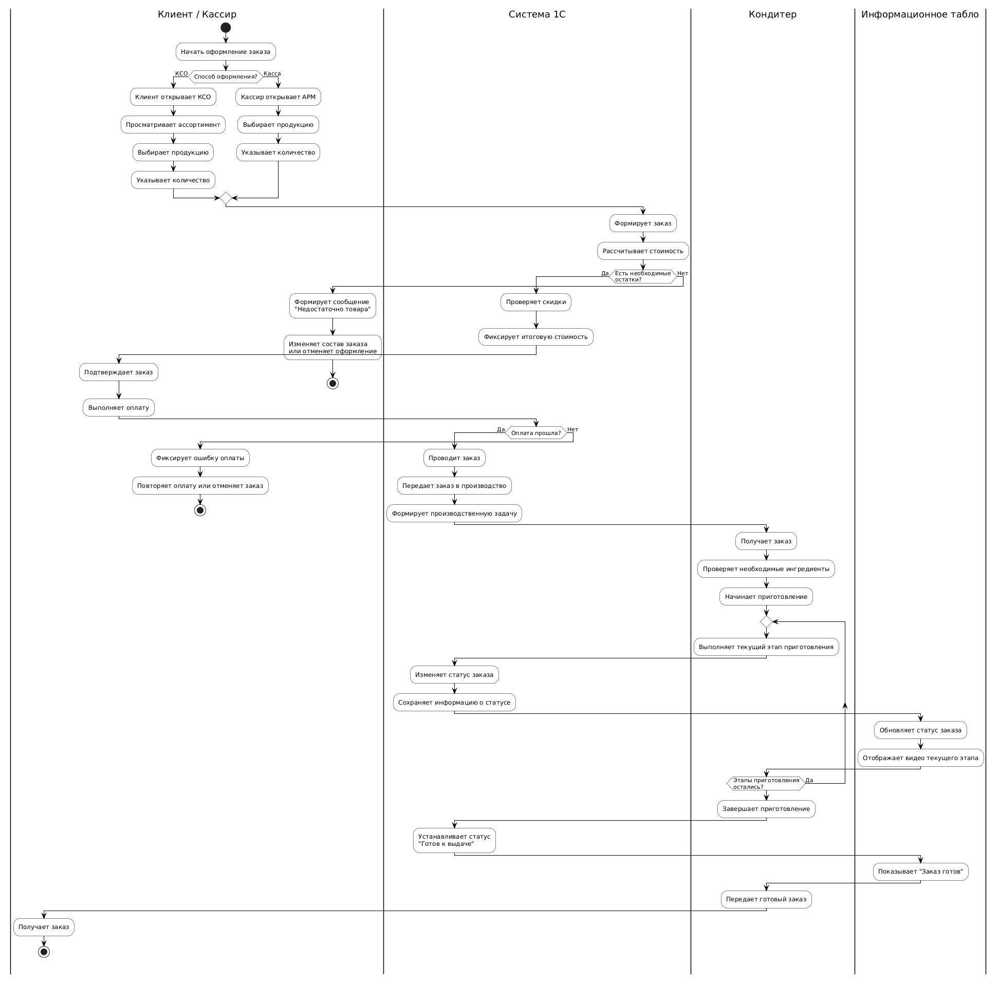 Клиент / Кассир
Система 1С
Кондитер
Информационное табло
Начать оформление заказа
КСО
Способ оформления?
Касса
Клиент открывает КСО
Кассир открывает АРМ
Просматривает ассортимент
Выбирает продукцию
Выбирает продукцию
Указывает количество
Указывает количество
Формирует заказ
Рассчитывает стоимость
Да
Есть необходимые
остатки?
Нет
Формирует сообщение
"Недостаточно товара"
Проверяет скидки
Изменяет состав заказа
или отменяет оформление
Фиксирует итоговую стоимость
Подтверждает заказ
Выполняет оплату
Да
Оплата прошла?
Нет
Фиксирует ошибку оплаты
Проводит заказ
Повторяет оплату или отменяет заказ
Передает заказ в производство
Формирует производственную задачу
Получает заказ
Проверяет необходимые ингредиенты
Начинает приготовление
Выполняет текущий этап приготовления
Изменяет статус заказа
Сохраняет информацию о статусе
Обновляет статус заказа
Отображает видео текущего этапа
Этапы приготовления
остались?
Да
Завершает приготовление
Устанавливает статус
"Готов к выдаче"
Показывает "Заказ готов"
Передает готовый заказ
Получает заказ